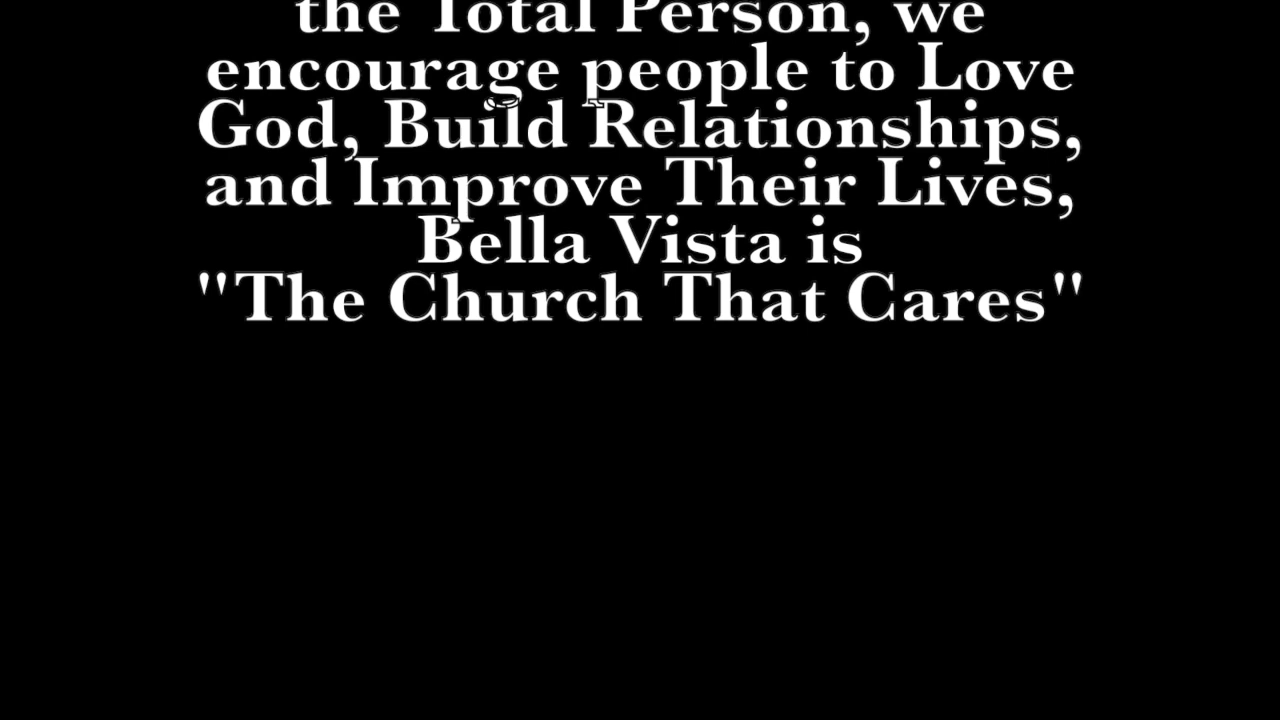 the Total Person, we
encourage people to Love
God, Build Relationships,
and Improve Their Lives,
Bella Vista is
"The Church That Cares"